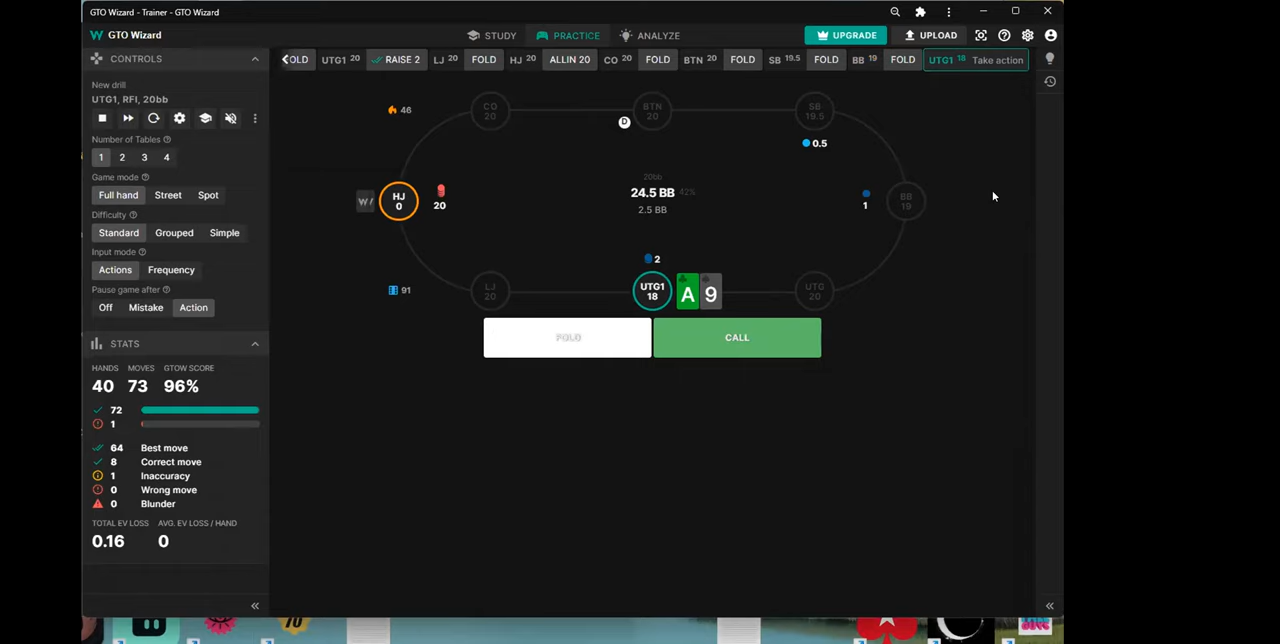 GTO Wizard - Trainer - GTO Wizard
GTO Wizard
STUDY
PRACTICE
ANALYZE
UPGRADE
UPLOAD
CONTROLS
OLD
UTG1 20
RAISE 2
LJ 20
FOLD
HJ 20
ALLIN 20
CO 20
FOLD
BTN 20
FOLD
SB 19.5
FOLD
BB 19
FOLD
UTG1 18 Take action
New drill
UTG1, RFI, 20bb
Number of Tables
1 2 3 4
Game mode
Full hand Street Spot
Difficulty
Standard Grouped Simple
Input mode
Actions Frequency
Pause game after
Off Mistake Action
STATS
HANDS MOVES GTOW SCORE
40 73 96%
72
1
64 Best move
8 Correct move
1 Inaccuracy
0 Wrong move
0 Blunder
TOTAL EV LOSS AVG. EV LOSS / HAND
0.16 0
46
CO
20
BTN
20
D
SB
19.5
0.5
HJ
0
20
20bb
24.5 BB 42%
2.5 BB
1
BB
19
2
91
LJ
20
UTG1
18
A
9
UTG
20
FOLD
CALL